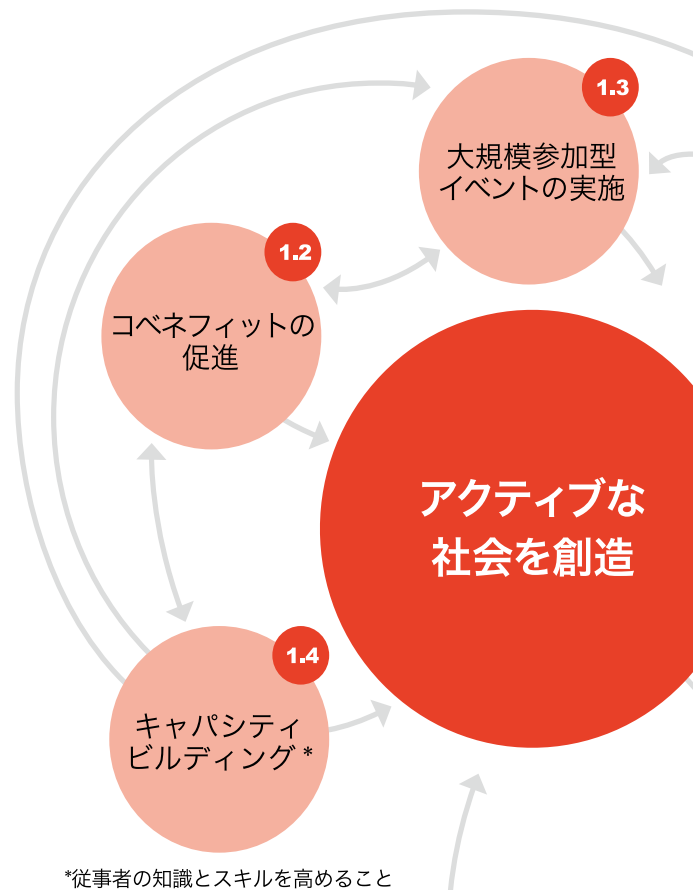 1.3
大規模参加型
イベントの実施
1.2
コベネフィットの
促進
アクティブな
社会を創造
1.4
キャパシティ
ビルディング*
*従事者の知識とスキルを高めること